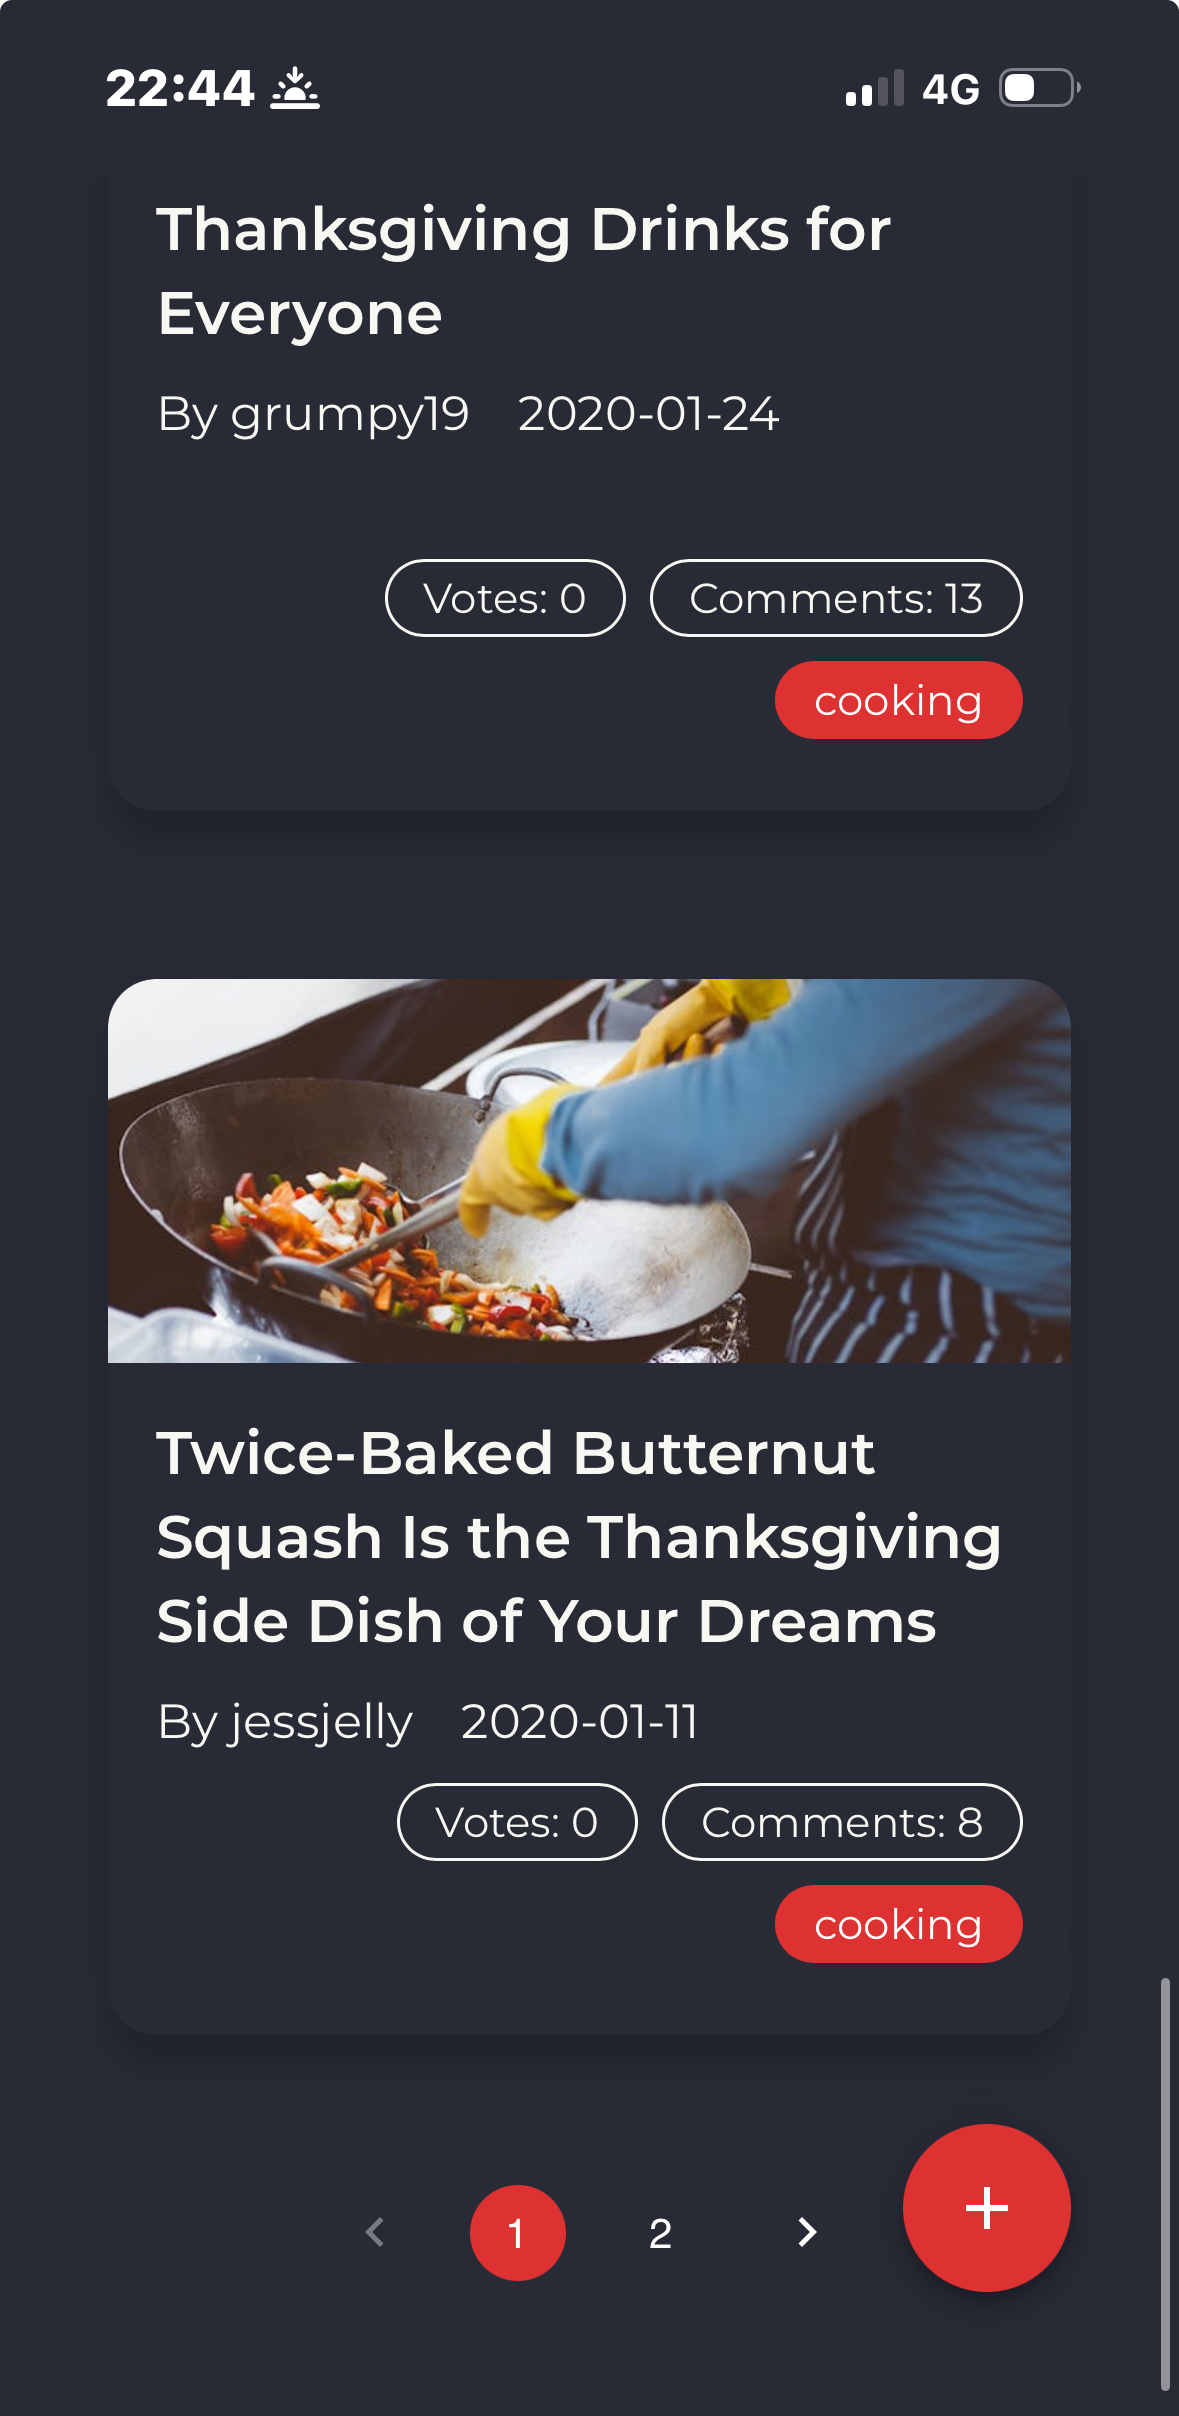 22:44 4G
Thanksgiving Drinks for
Everyone
By grumpy19 2020-01-24
Votes: 0 Comments: 13
cooking
Twice-Baked Butternut
Squash Is the Thanksgiving
Side Dish of Your Dreams
By jessjelly 2020-01-11
Votes: 0 Comments: 8
cooking
1 2